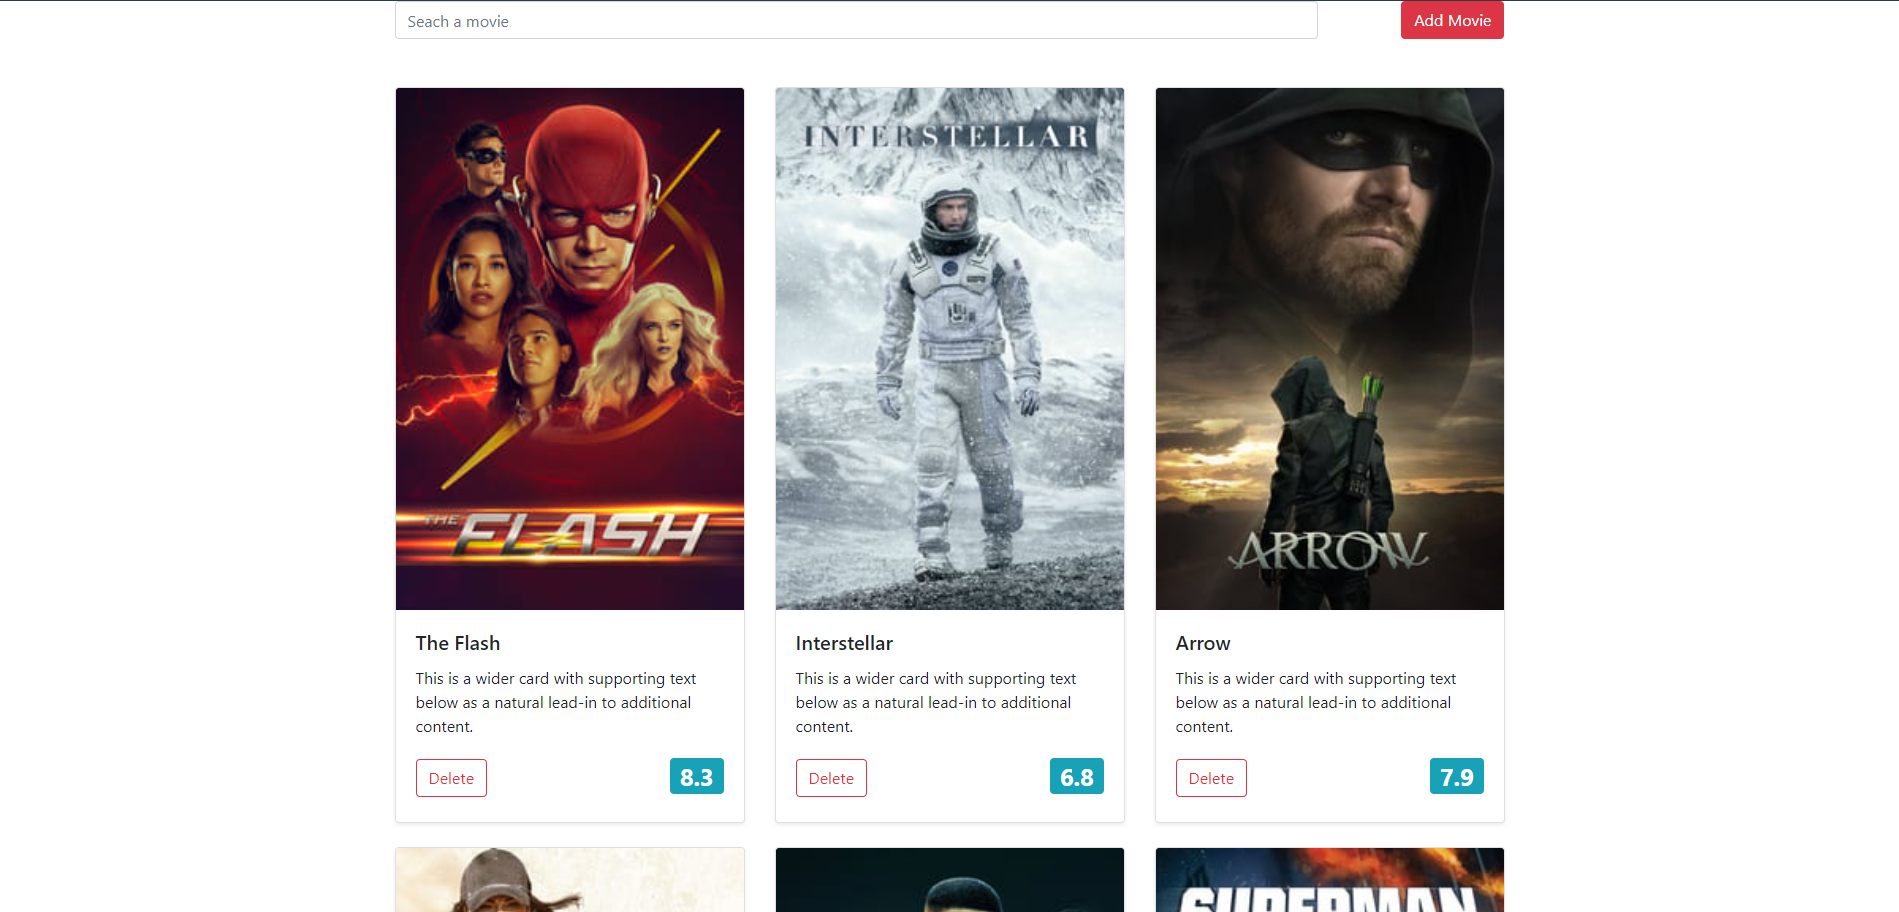 Seach a movie
Add Movie
THE FLASH
INTERSTELLAR
ARROW
The Flash
This is a wider card with supporting text
below as a natural lead-in to additional
content.
Delete
8.3
Interstellar
This is a wider card with supporting text
below as a natural lead-in to additional
content.
Delete
6.8
Arrow
This is a wider card with supporting text
below as a natural lead-in to additional
content.
Delete
7.9
SUPERMAN